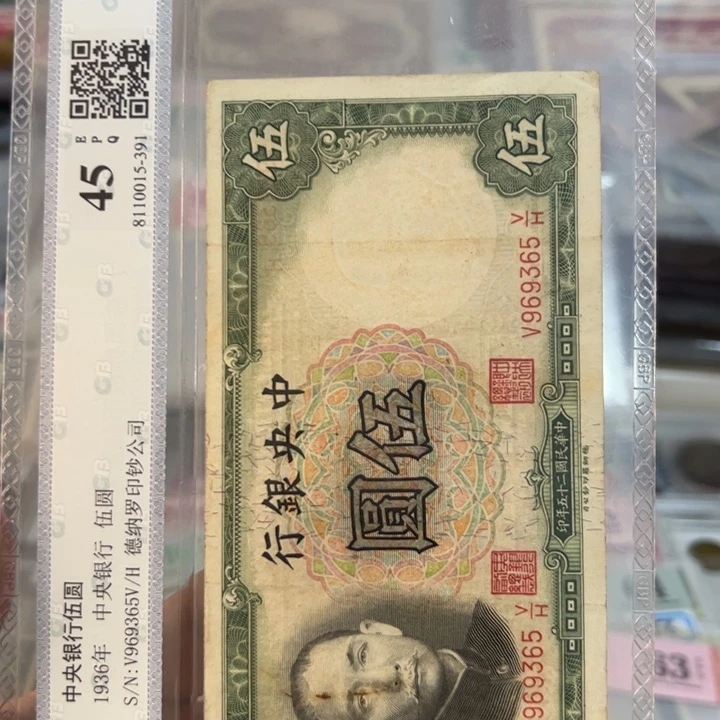 中央银行伍圆
1936年 中央银行 伍圆
S/N:V969365V/H 德纳罗印钞公司
45
EPQ
8110015-391
伍
伍
V969365 V/H
中央銀行
伍圓
中華民國二十五年印
969365 V/H
63